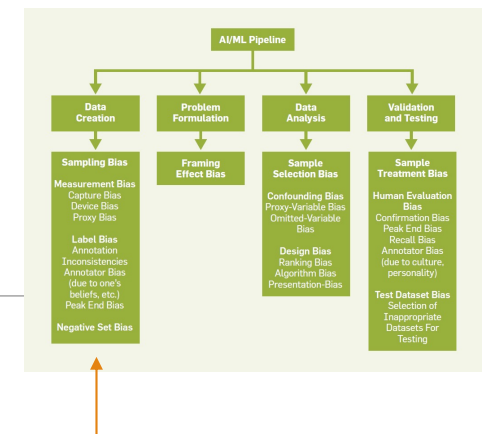 AI/ML Pipeline
Data
Creation
Problem
Formulation
Data
Analysis
Validation
and Testing
Sampling Bias
Measurement Bias
Capture Bias
Device Bias
Proxy Bias
Label Bias
Annotation
Inconsistencies
Annotator Bias
(due to one's
beliefs, etc.)
Peak End Bias
Negative Set Bias
Framing
Effect Bias
Sample
Selection Bias
Confounding Bias
Proxy-Variable Bias
Omitted-Variable
Bias
Design Bias
Ranking Bias
Algorithm Bias
Presentation-Bias
Sample
Treatment Bias
Human Evaluation
Bias
Confirmation Bias
Peak End Bias
Recall Bias
Annotator Bias
(due to culture,
personality)
Test Dataset Bias
Selection of
Inappropriate
Datasets For
Testing